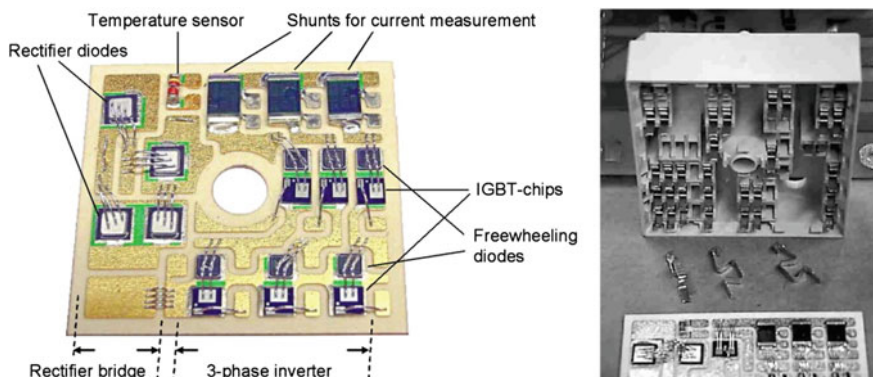 Temperature sensor
Shunts for current measurement
Rectifier diodes
IGBT-chips
Freewheeling
diodes
Rectifier bridge
3-phase inverter